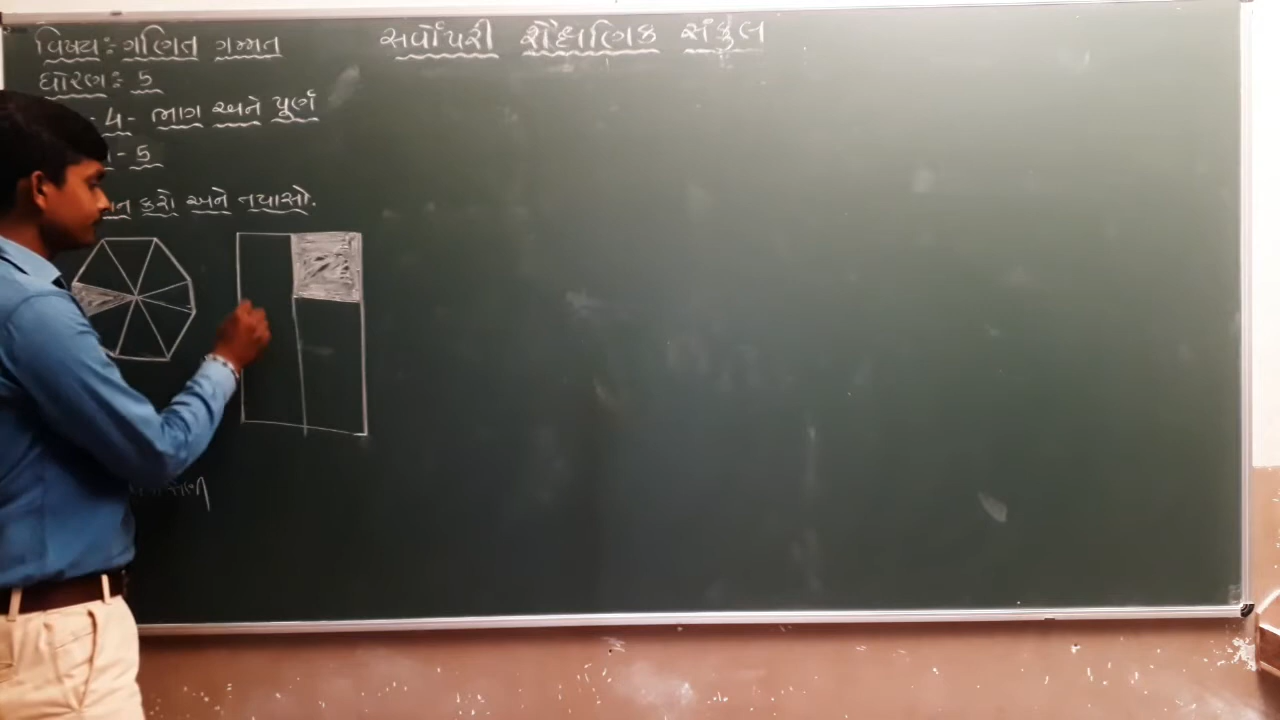 વિષય:- ગણિત ગમ્મત
સર્વોપરી શૈક્ષણિક સંકુલ
ધોરણ:- 5
- 4 - ભાગ અને પૂર્ણ
- 5
કરો અને તપાસો.